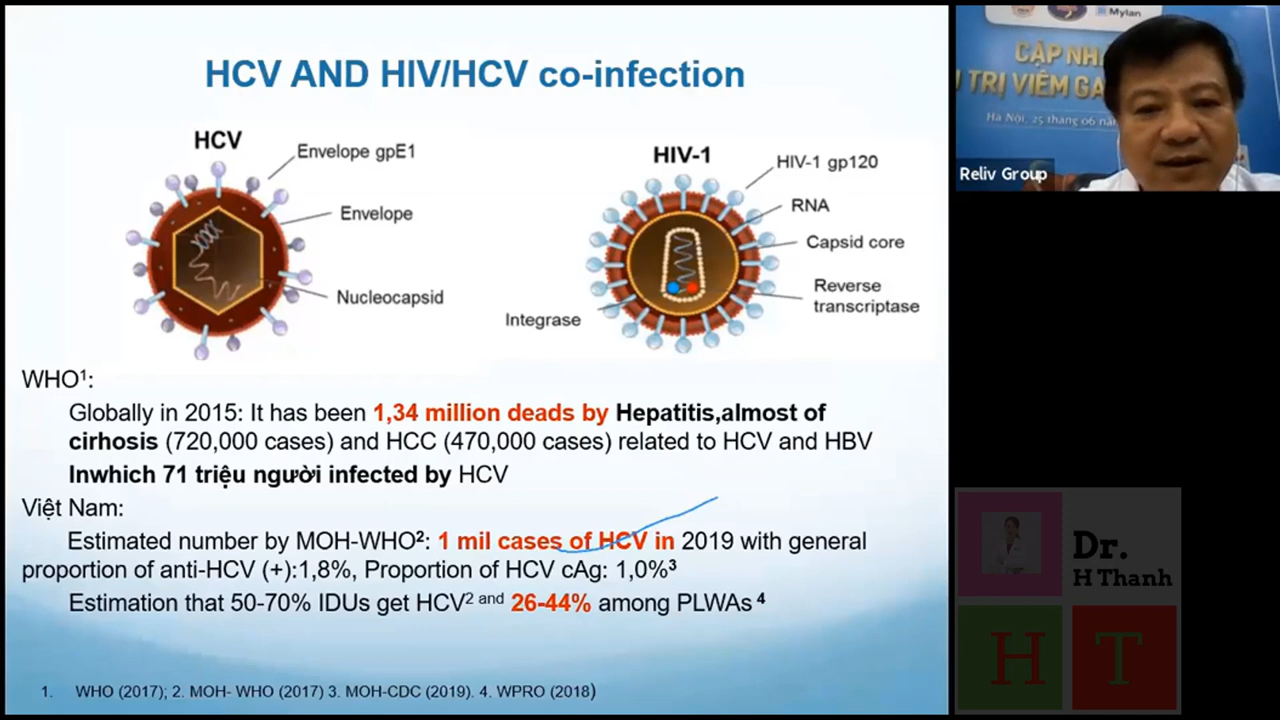 HCV AND HIV/HCV co-infection
HCV
Envelope gpE1
Envelope
Nucleocapsid
HIV-1
HIV-1 gp120
RNA
Capsid core
Reverse
transcriptase
Integrase
WHO¹:
Globally in 2015: It has been 1,34 million deads by Hepatitis,almost of
cirhosis (720,000 cases) and HCC (470,000 cases) related to HCV and HBV
Inwhich 71 triệu người infected by HCV
Việt Nam:
Estimated number by MOH-WHO²: 1 mil cases of HCV in 2019 with general
proportion of anti-HCV (+):1,8%, Proportion of HCV cAg: 1,0%³
Estimation that 50-70% IDUs get HCV² and 26-44% among PLWAs ⁴
1. WHO (2017); 2. MOH- WHO (2017) 3. MOH-CDC (2019). 4. WPRO (2018)
Mylan
CẬP NH
TRỊ VIÊM GA
Hà Nội, 25 tháng 06 nă
Reliv Group
Dr.
H Thanh
H T